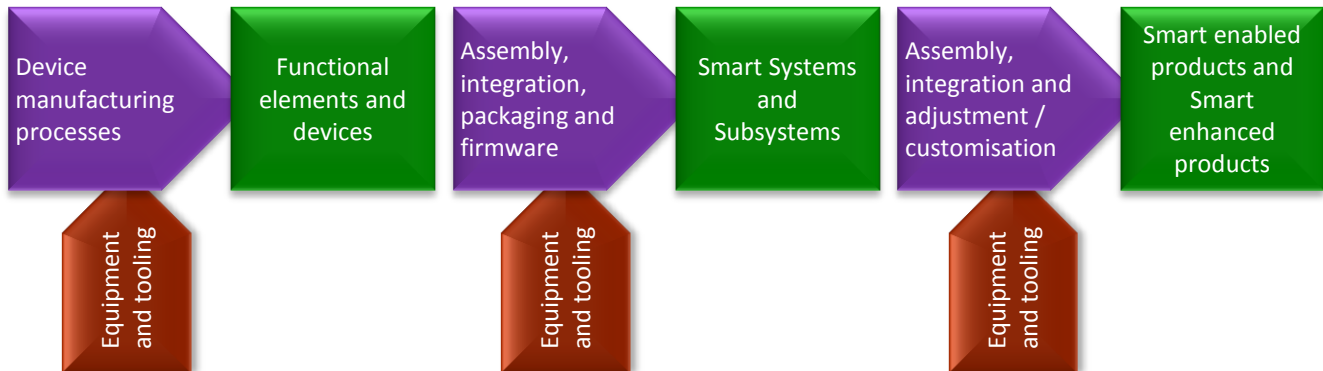 Device
manufacturing
processes
Functional
elements and
devices
Assembly,
integration,
packaging and
firmware
Smart Systems
and
Subsystems
Assembly,
integration and
adjustment /
customisation
Smart enabled
products and
Smart
enhanced
products
Equipment
and tooling
Equipment
and tooling
Equipment
and tooling